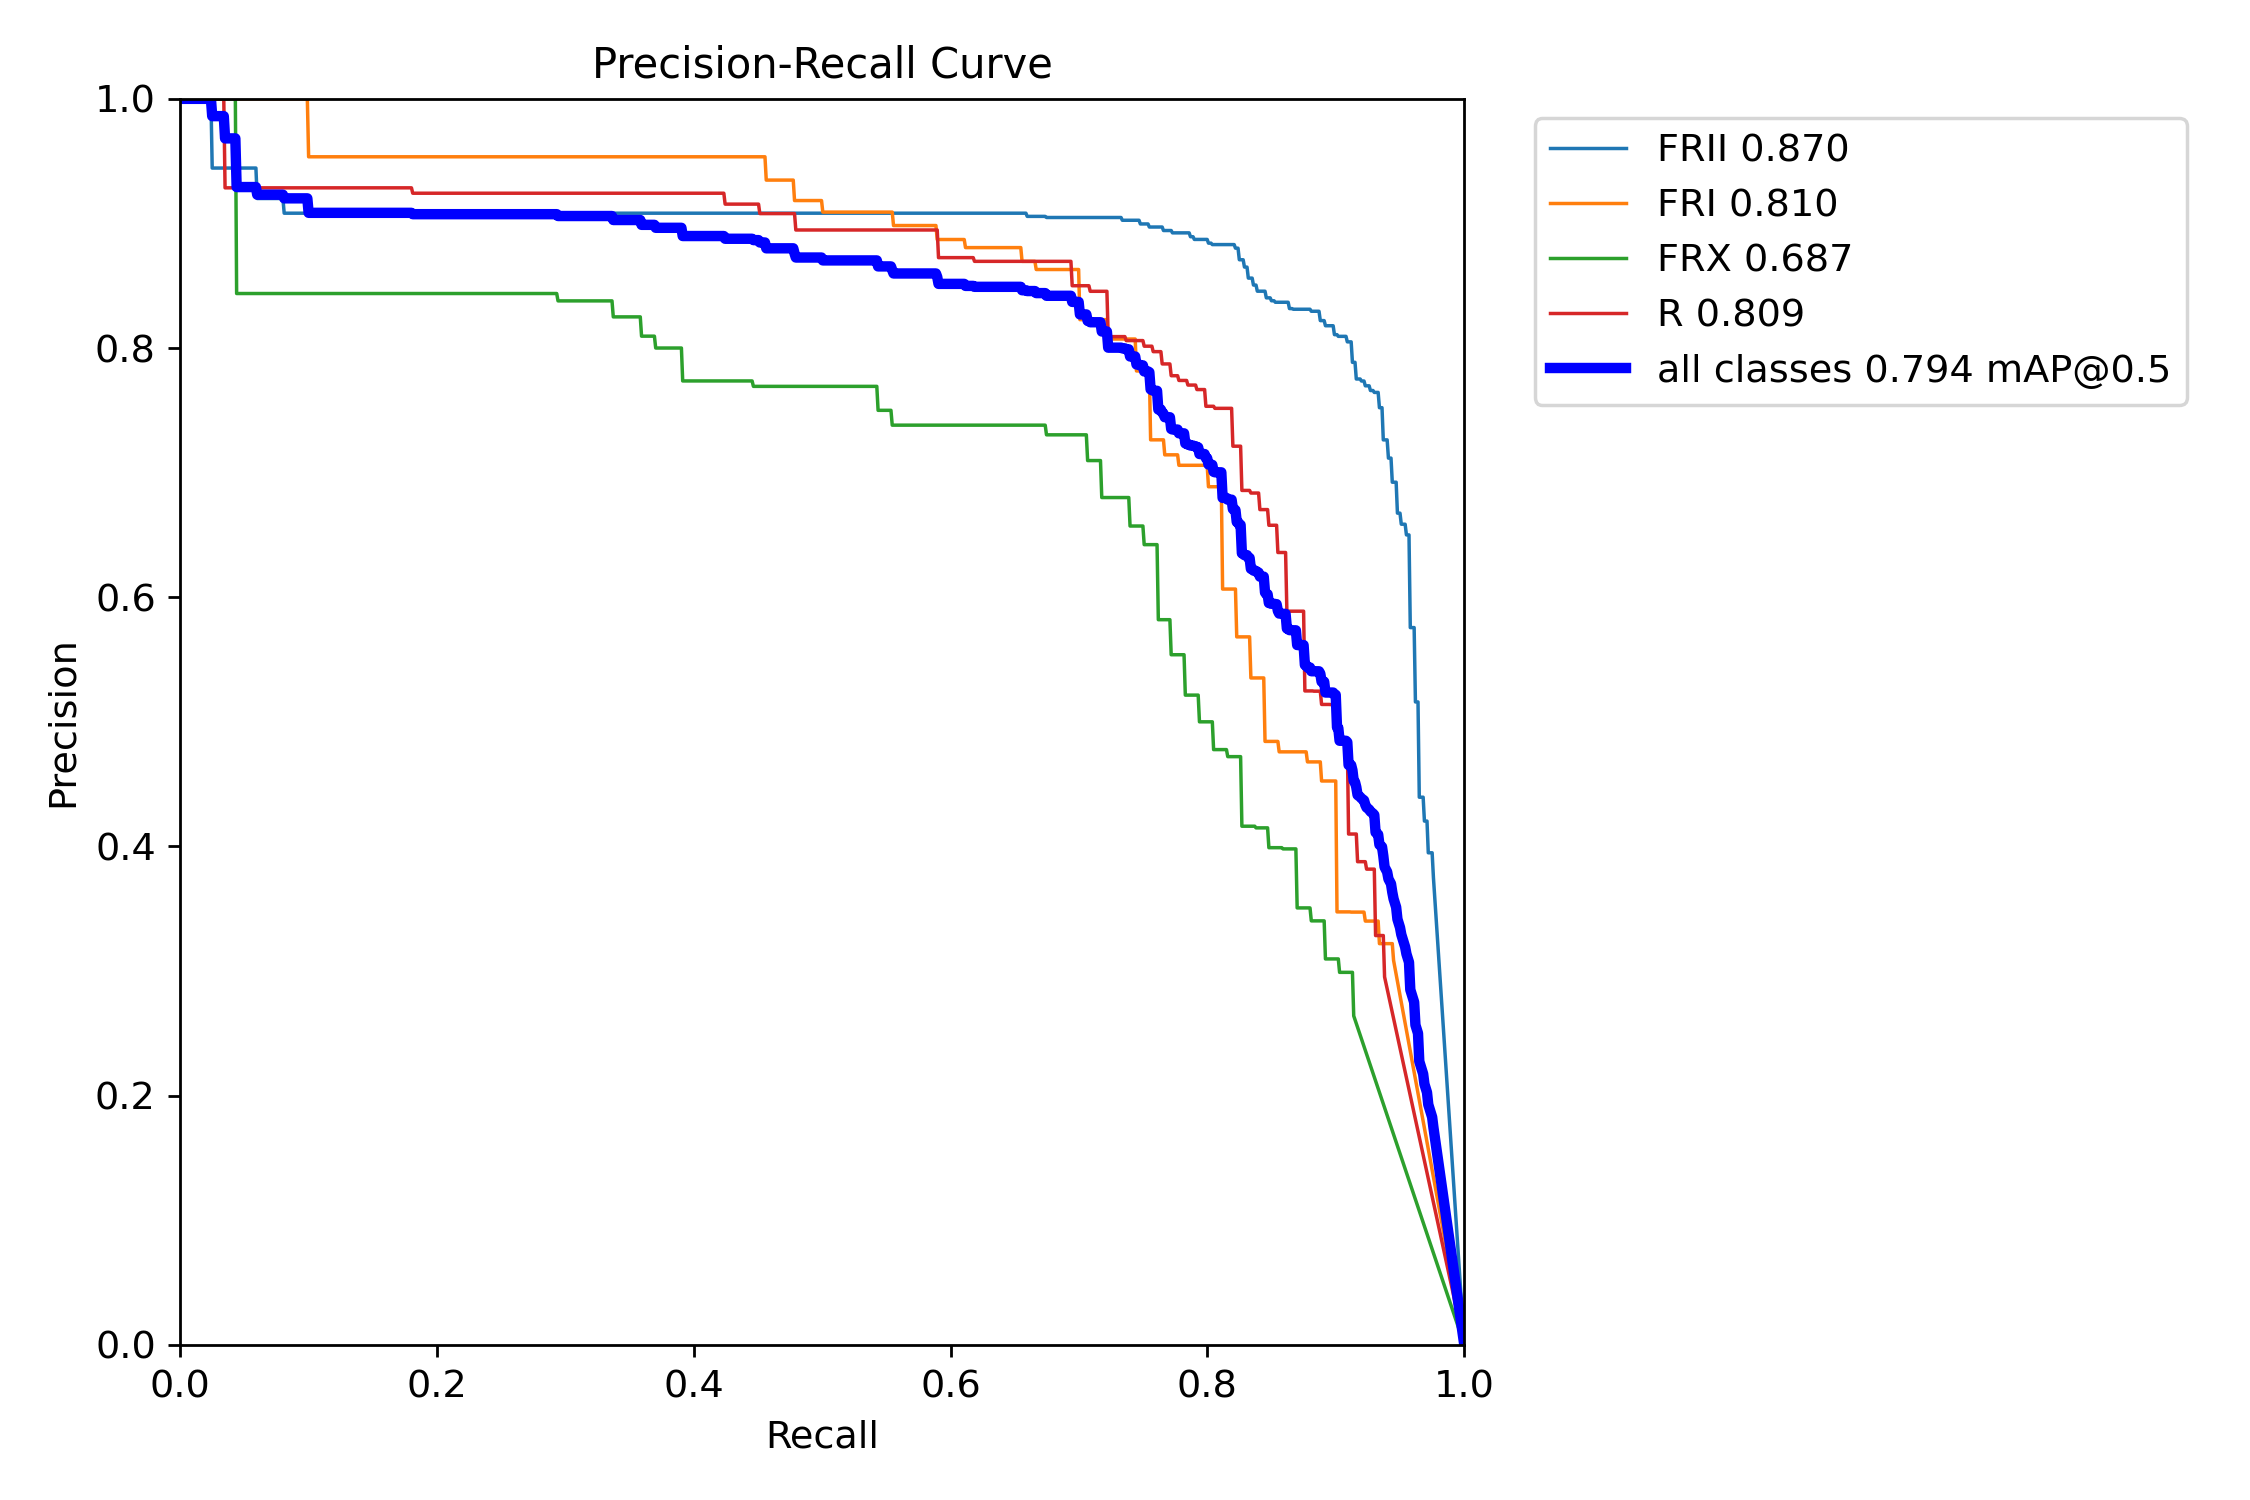 Precision-Recall Curve
1.0
0.8
0.6
0.4
0.2
0.0
Precision
0.0 0.2 0.4 0.6 0.8 1.0
Recall
FRII 0.870
FRI 0.810
FRX 0.687
R 0.809
all classes 0.794 mAP@0.5